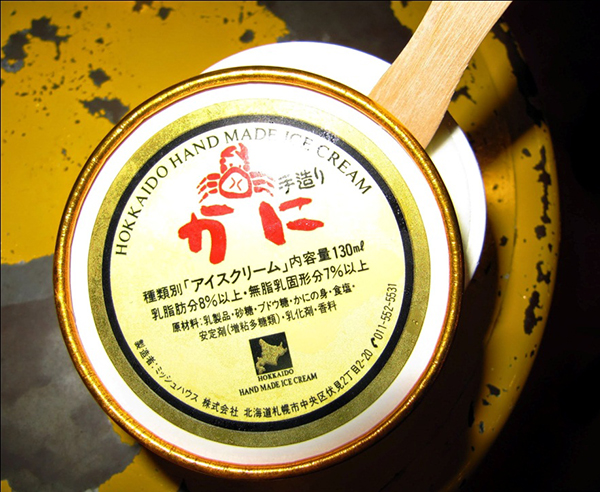 HOKKAIDO HAND MADE ICE CREAM
手造り
かに
種類別「アイスクリーム」内容量130ml
乳脂肪分8%以上・無脂乳固形分7%以上
原材料:乳製品・砂糖・ブドウ糖・かにの身・食塩・
安定剤(増粘多糖類)・乳化剤・香料
HOKKAIDO
HAND MADE ICE CREAM
製造者:ミッシュハウス 株式会社 北海道札幌市中央区伏見2丁目2-20 ☎011-552-5531